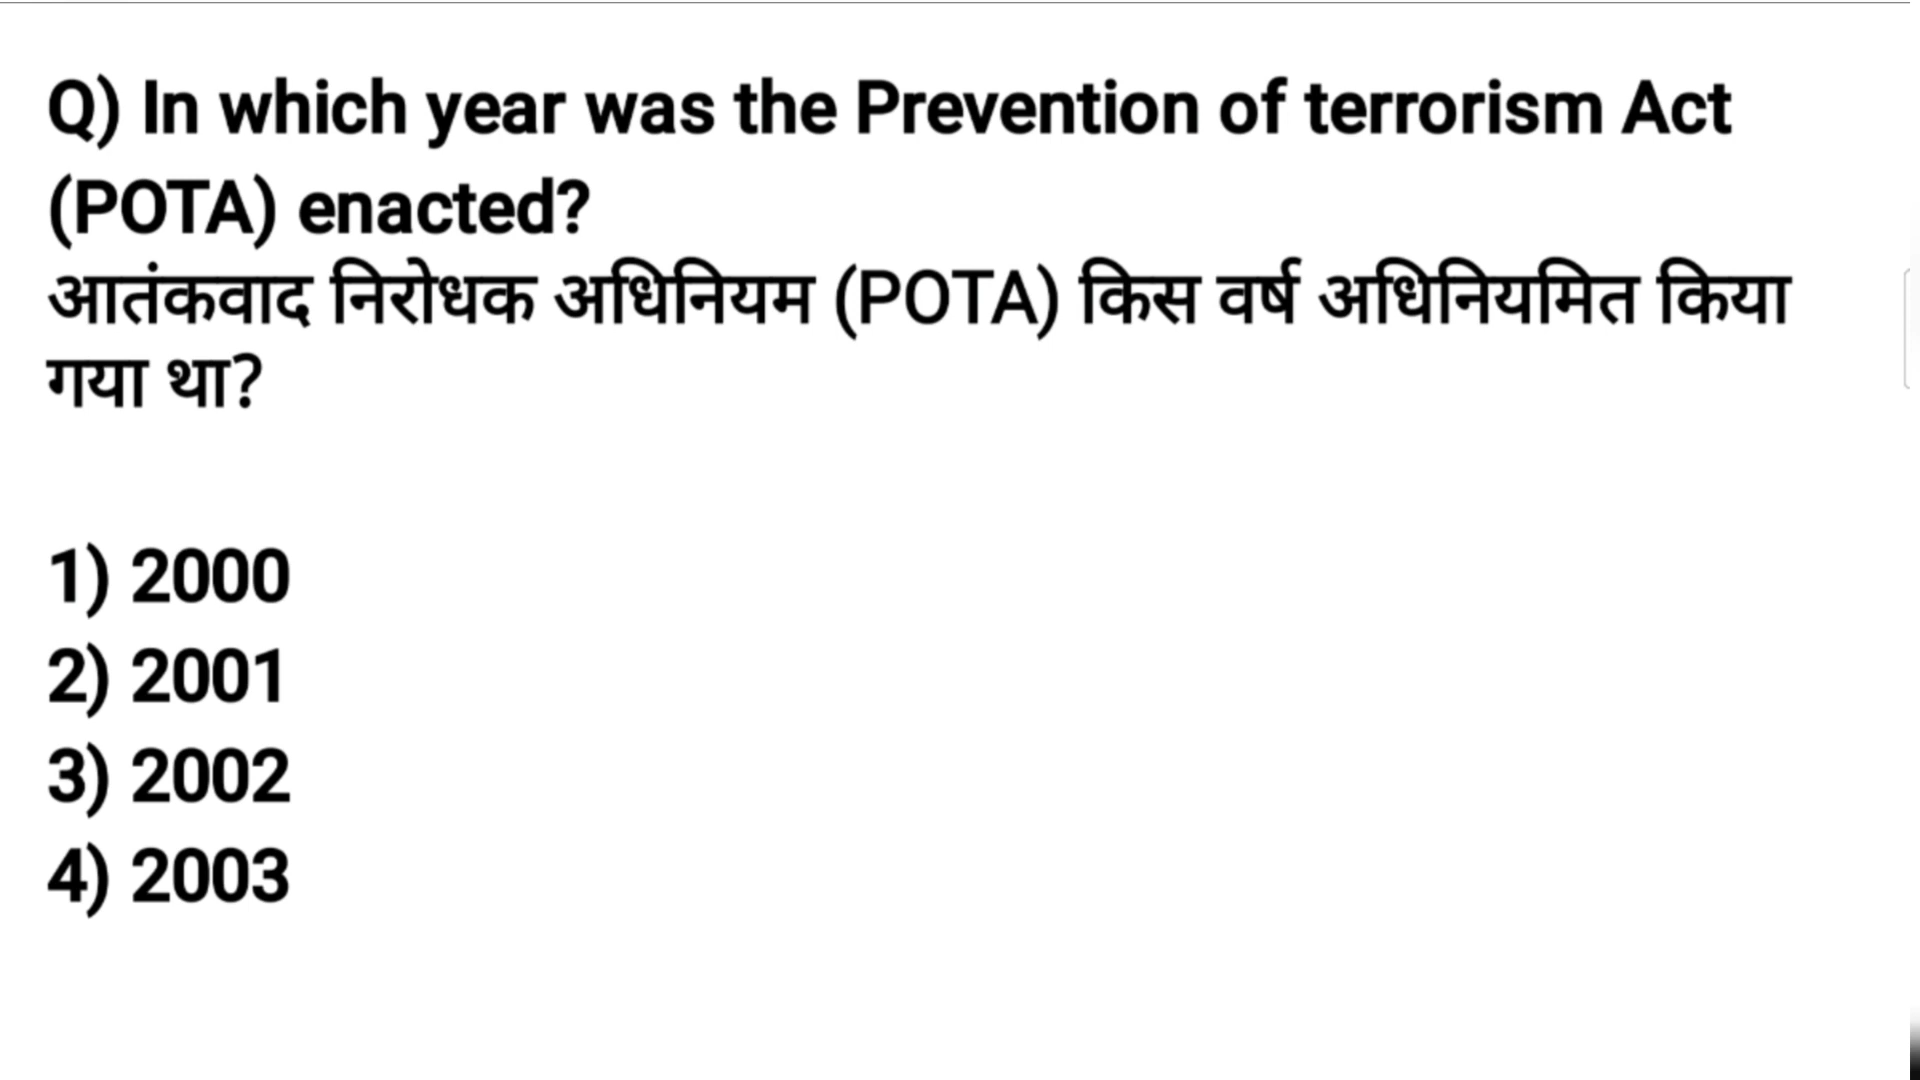 Q) In which year was the Prevention of terrorism Act
(POTA) enacted?
आतंकवाद निरोधक अधिनियम (POTA) किस वर्ष अधिनियमित किया
गया था?
1) 2000
2) 2001
3) 2002
4) 2003